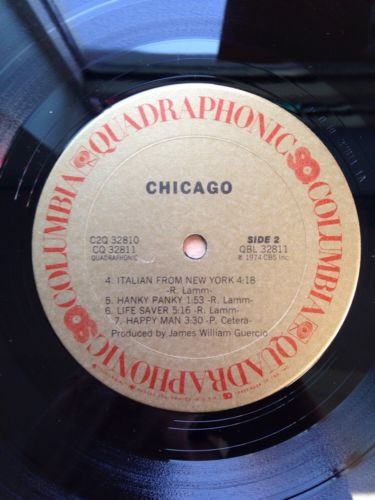 COLUMBIA QUADRAPHONIC COLUMBIA QUADRAPHONIC
CHICAGO
C2Q 32810
CQ 32811
QUADRAPHONIC
SIDE 2
QBL 32811
℗ 1974 CBS Inc.
4. ITALIAN FROM NEW YORK 4:18
-R. Lamm-
5. HANKY PANKY 1:53 -R. Lamm-
6. LIFE SAVER 5:16 -R. Lamm-
7. HAPPY MAN 3:30 -P. Cetera-
Produced by James William Guercio